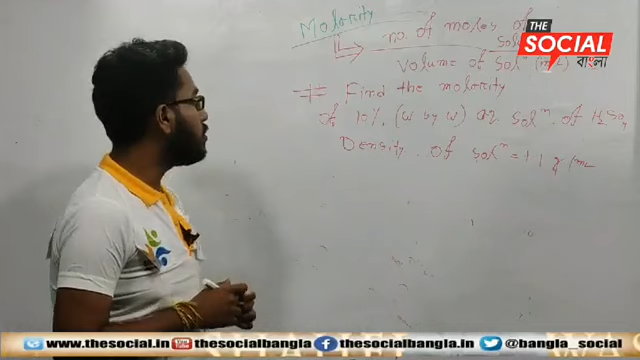 Molarity
no. of moles of
Volume of Solⁿ (mL)
THE
SOCIAL
বাংলা
# Find the molarity
of 10% (w by w) aq. Solⁿ of H₂SO₄
Density of Solⁿ = 1.1 g/mL
www.thesocial.in
thesocialbangla
thesocialbangla.in
@bangla_social